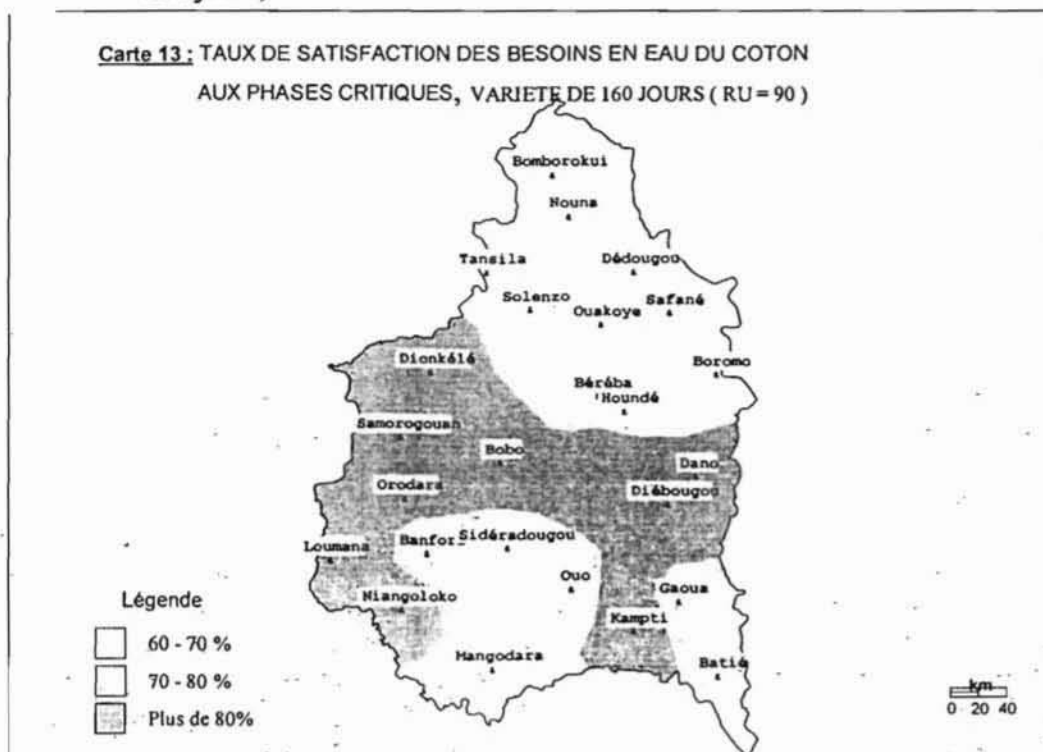 Carte 13 : TAUX DE SATISFACTION DES BESOINS EN EAU DU COTON
AUX PHASES CRITIQUES, VARIETE DE 160 JOURS ( RU = 90 )
Bomborokui
Nouna
Tansila
Dédougou
Solenzo
Ouakoye
Safané
Dionkélé
Boromo
Béréba
Houndé
Samorogouan
Bobo
Dano
Orodara
Diébougou
Loumana
Banfor
Sidéradougou
Ouo
Gaoua
Niangoloko
Kampti
Mangodara
Batié
Légende
60 - 70 %
70 - 80 %
Plus de 80%
km
0 20 40